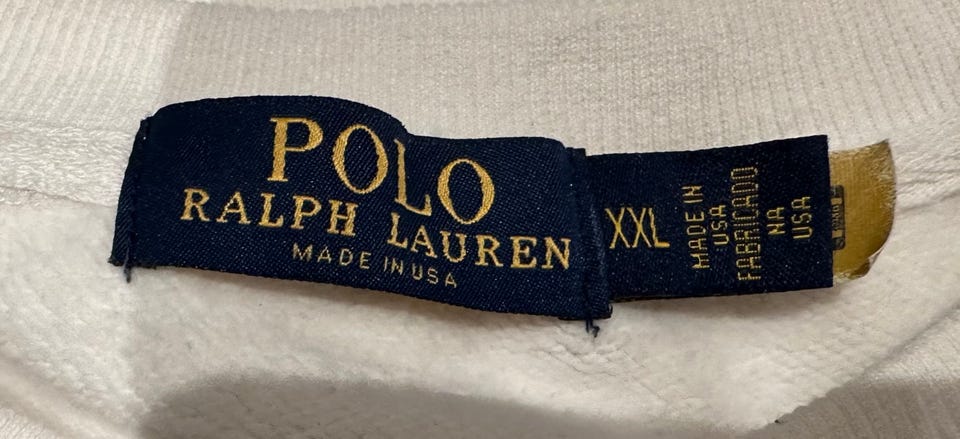 POLO
RALPH LAUREN
MADE IN USA
XXL
MADE IN
USA
FABRICADO
NA
USA